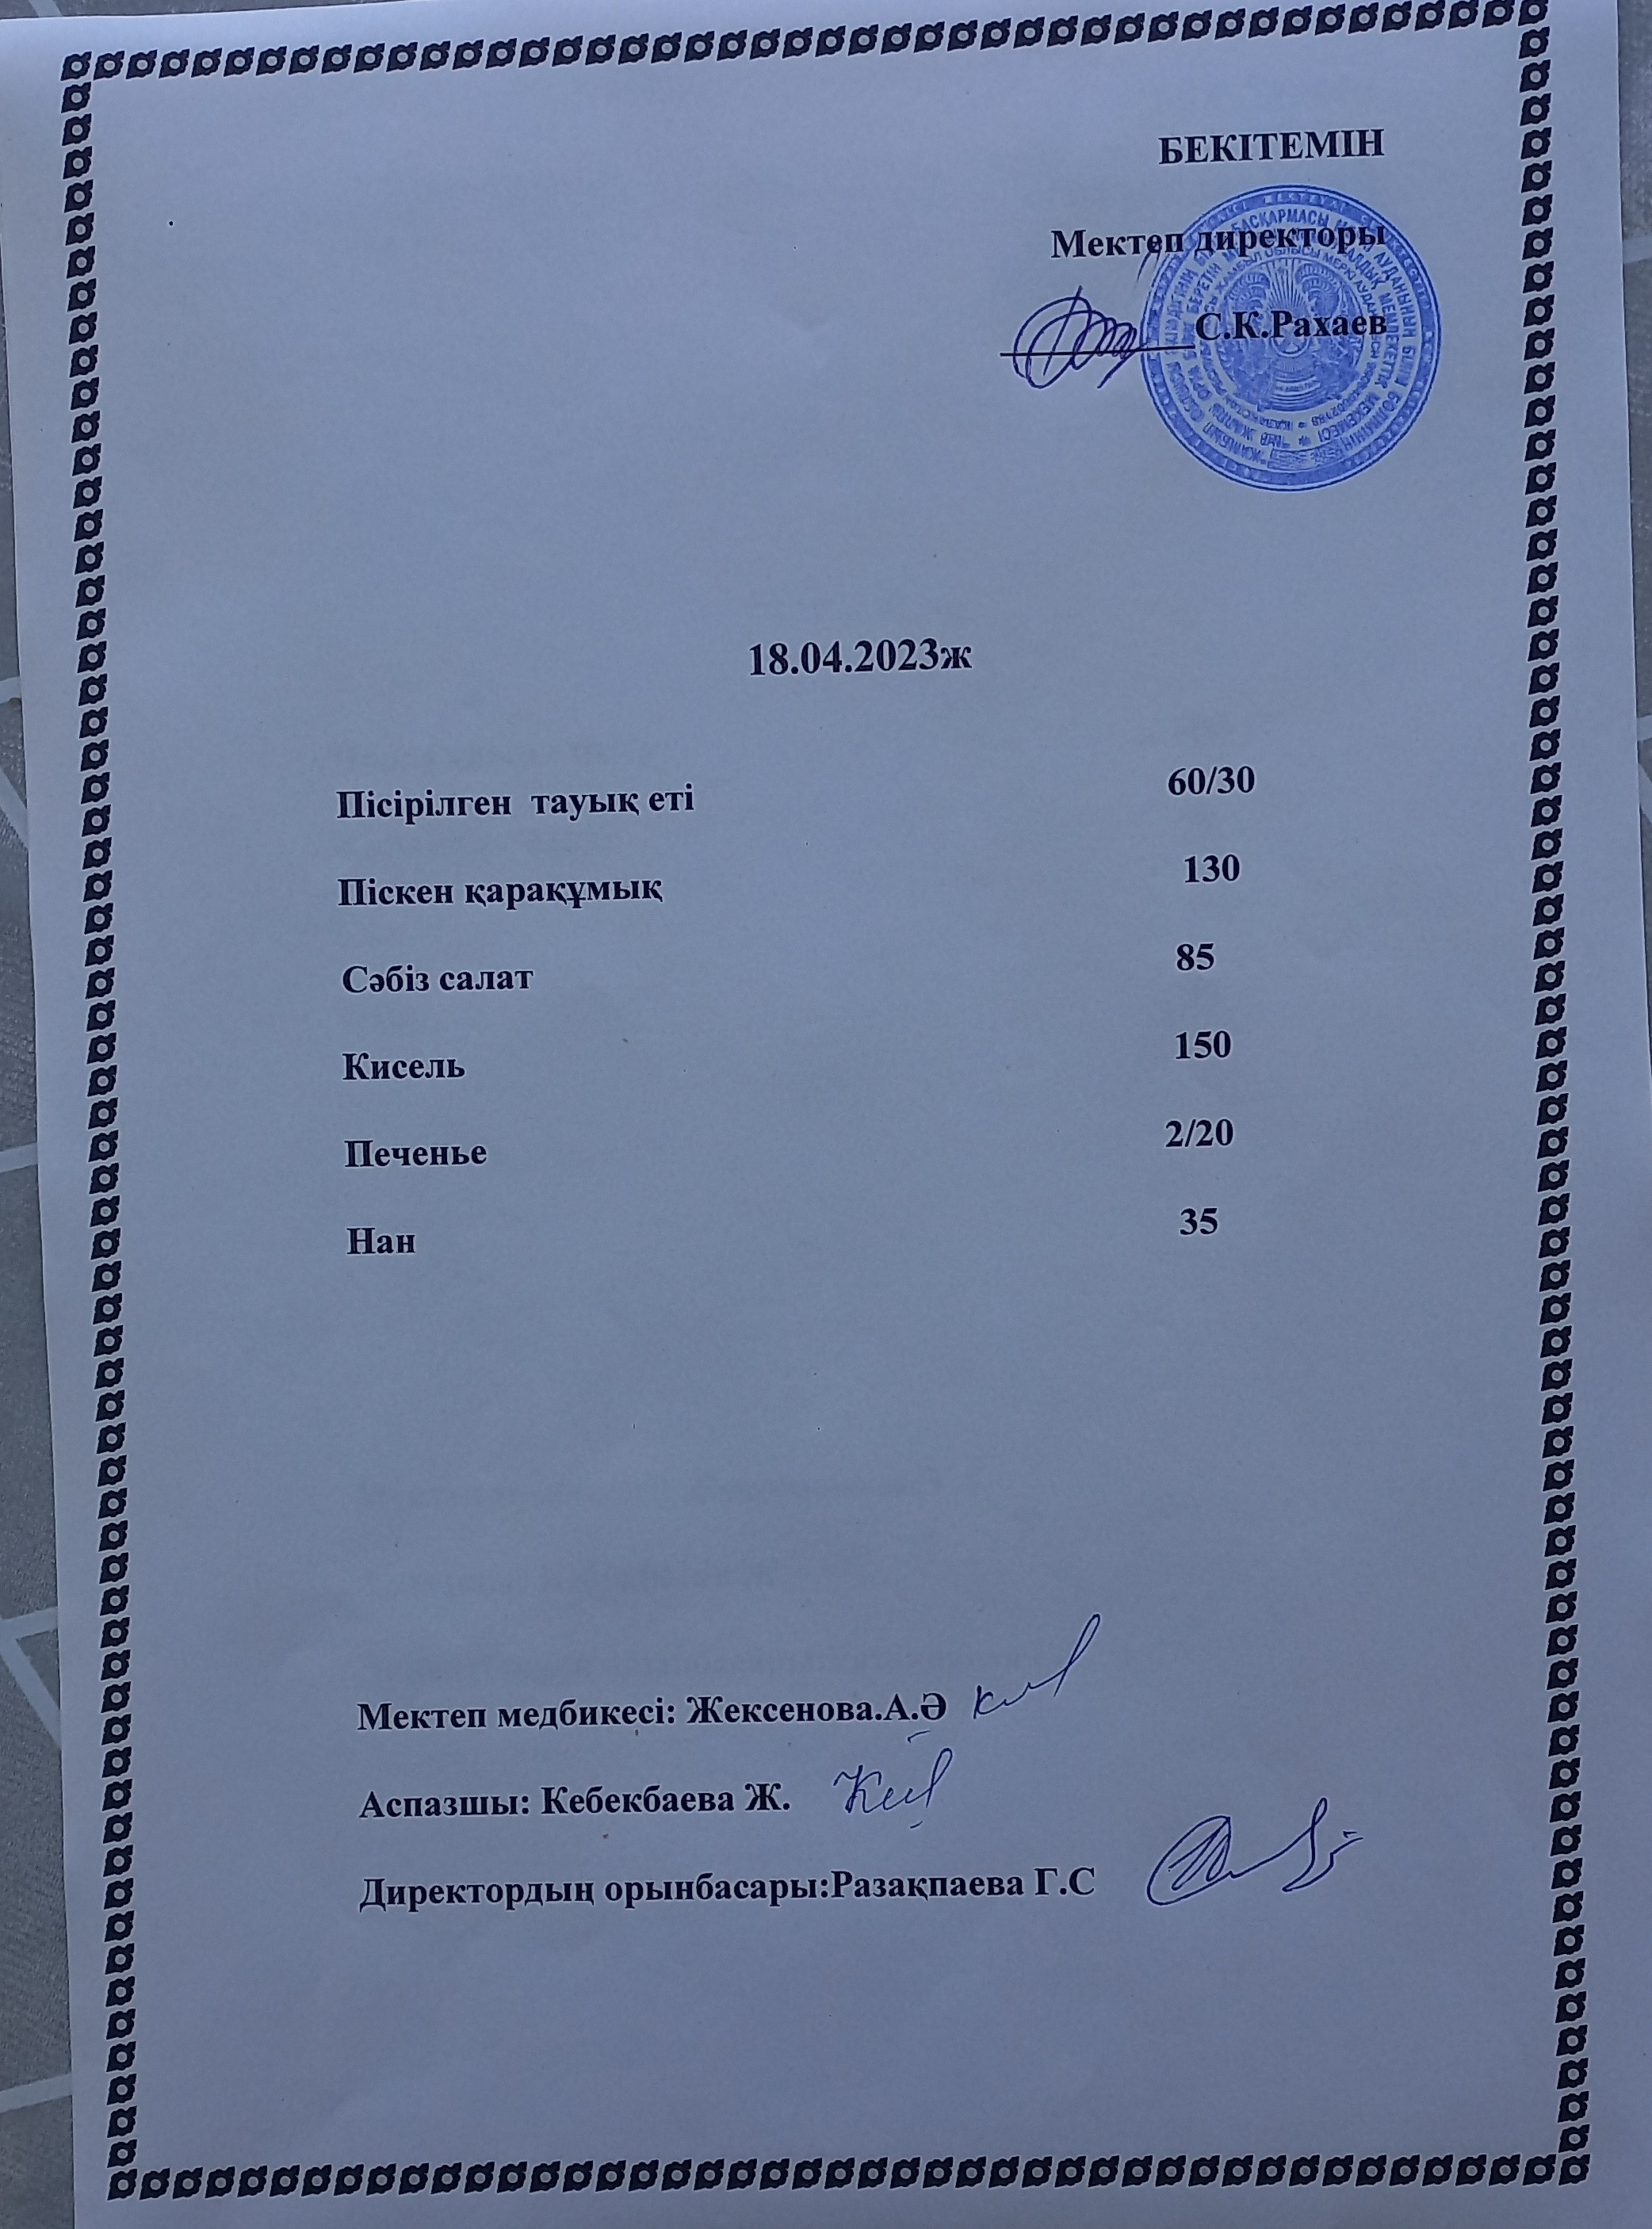 БЕКІТЕМІН
Мектеп директоры
С.К.Рахаев
18.04.2023ж
Пісірілген тауық еті 60/30
Піскен қарақұмық 130
Сәбіз салат 85
Кисель 150
Печенье 2/20
Нан 35
Мектеп медбикесі: Жексенова.А.Ә
Аспазшы: Кебекбаева Ж.
Директордың орынбасары:Разақпаева Г.С